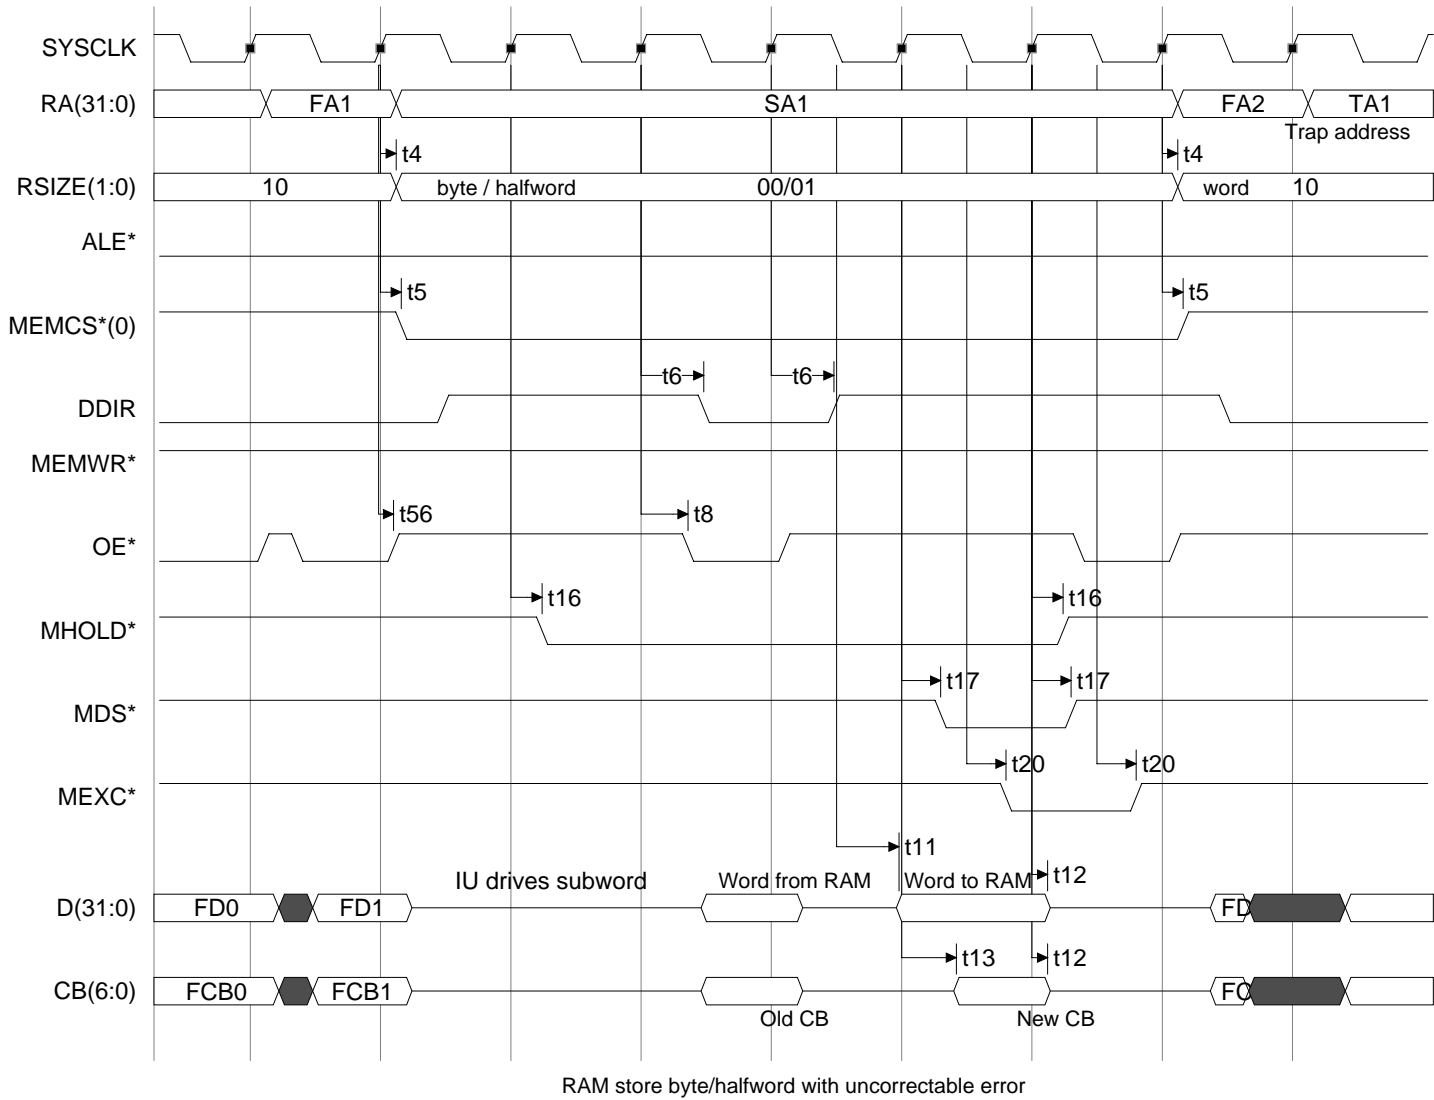 SYSCLK
RA(31:0) FA1 SA1 FA2 TA1
Trap address
t4 t4
RSIZE(1:0) 10 byte / halfword 00/01 word 10
ALE*
t5 t5
MEMCS*(0)
t6 t6
DDIR
MEMWR*
t56 t8
OE*
t16 t16
MHOLD*
t17 t17
MDS*
t20 t20
MEXC*
t11
t12
IU drives subword Word from RAM Word to RAM
D(31:0) FD0 FD1 FD
t13 t12
CB(6:0) FCB0 FCB1 FC
Old CB New CB
RAM store byte/halfword with uncorrectable error